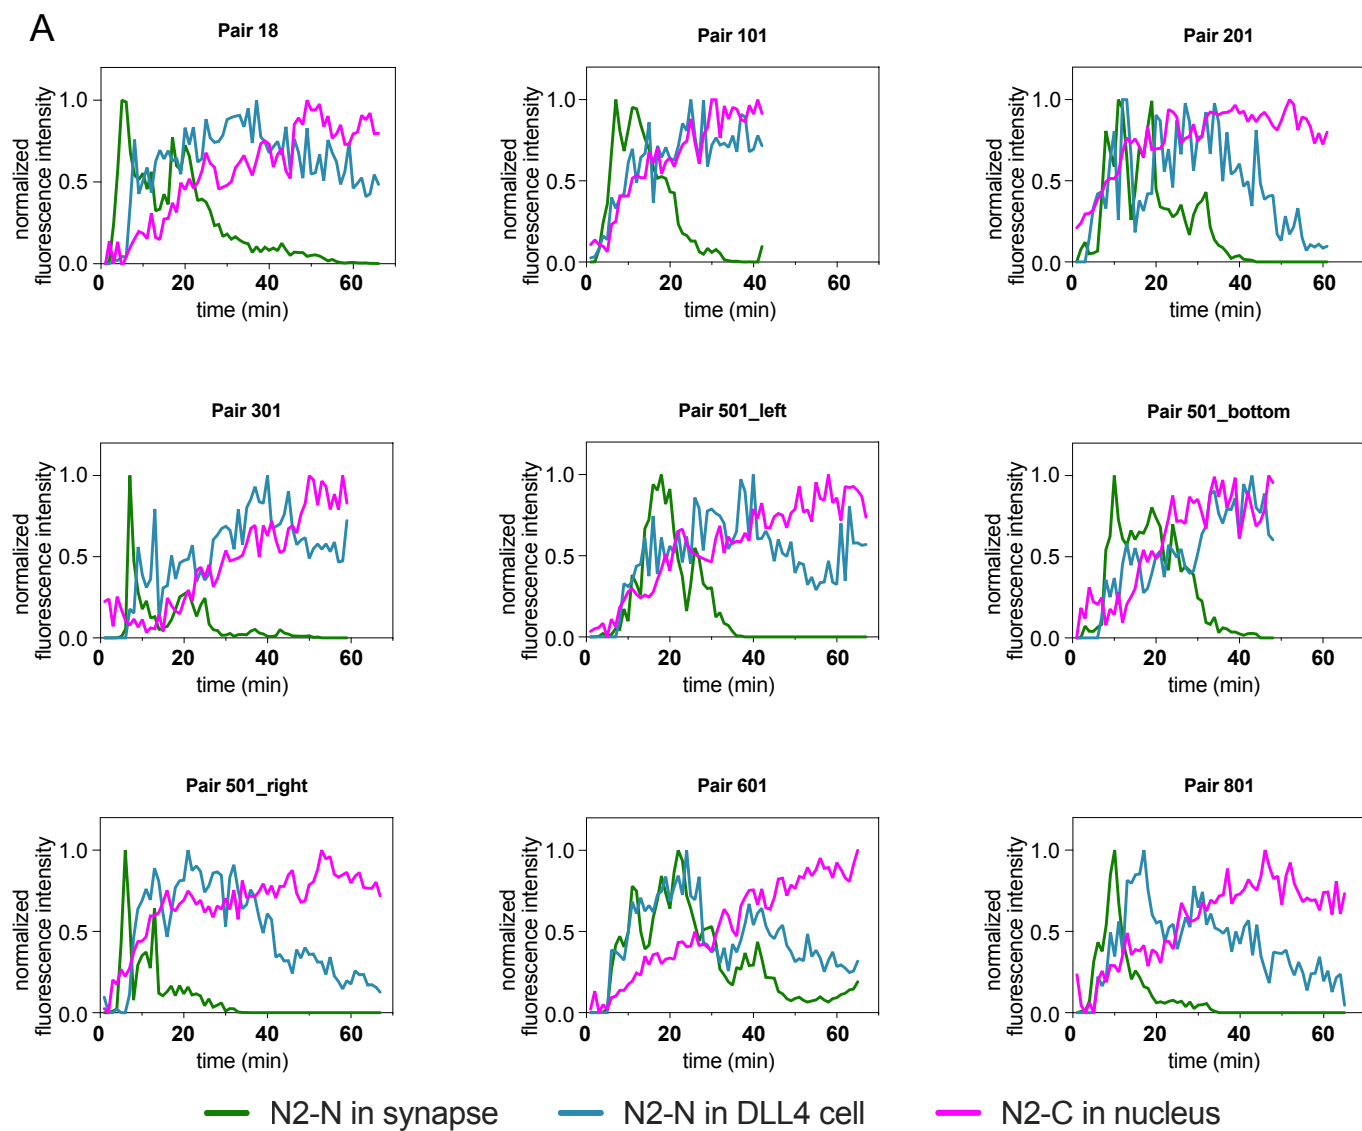 A
Pair 18
normalized
fluorescence intensity
1.0
0.5
0.0
0 20 40 60
time (min)
Pair 101
normalized
fluorescence intensity
1.0
0.5
0.0
0 20 40 60
time (min)
Pair 201
normalized
fluorescence intensity
1.0
0.5
0.0
0 20 40 60
time (min)
Pair 301
normalized
fluorescence intensity
1.0
0.5
0.0
0 20 40 60
time (min)
Pair 501_left
normalized
fluorescence intensity
1.0
0.5
0.0
0 20 40 60
time (min)
Pair 501_bottom
normalized
fluorescence intensity
1.0
0.5
0.0
0 20 40 60
time (min)
Pair 501_right
normalized
fluorescence intensity
1.0
0.5
0.0
0 20 40 60
time (min)
Pair 601
normalized
fluorescence intensity
1.0
0.5
0.0
0 20 40 60
time (min)
Pair 801
normalized
fluorescence intensity
1.0
0.5
0.0
0 20 40 60
time (min)
N2-N in synapse N2-N in DLL4 cell N2-C in nucleus